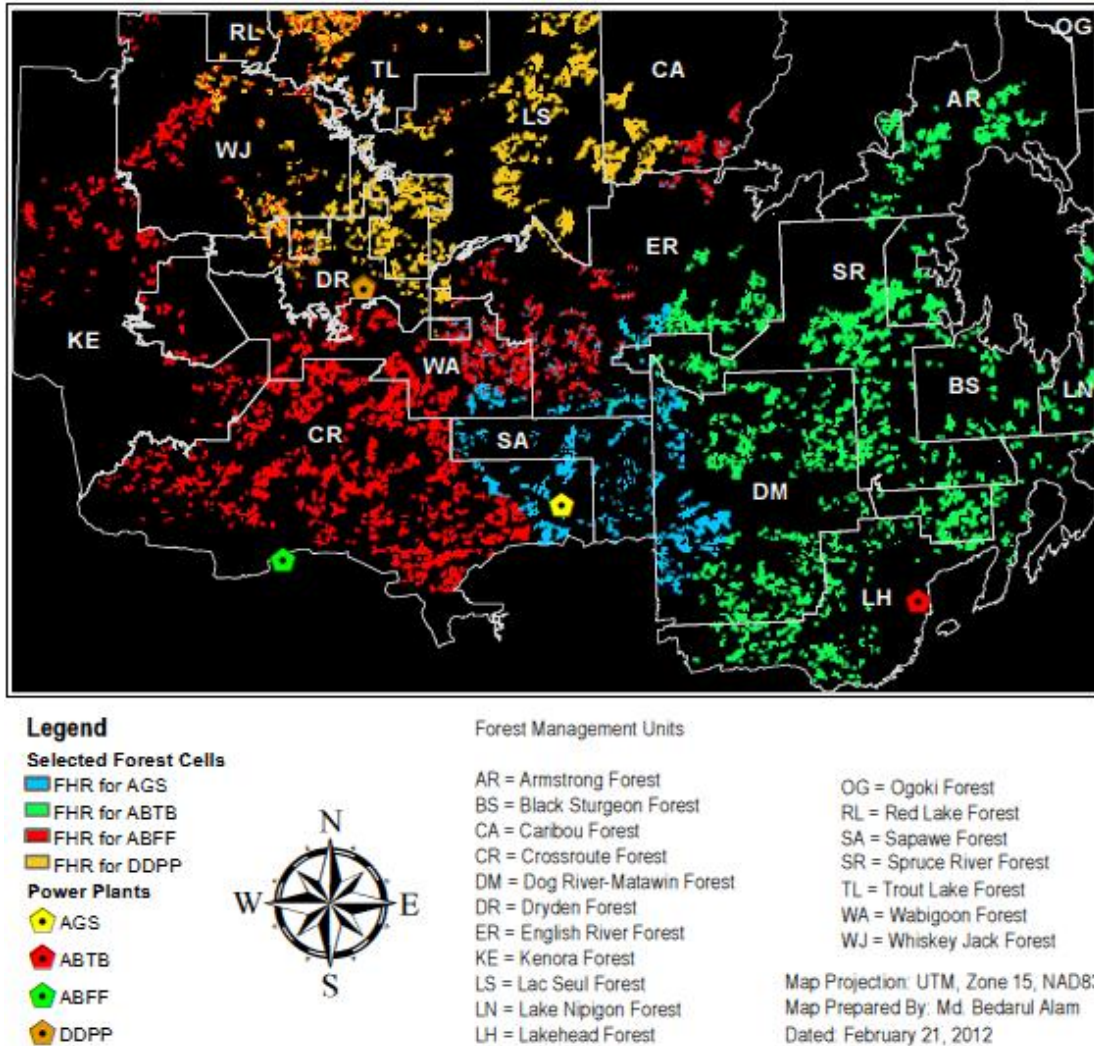 RL
OG
TL
CA
AR
LS
WJ
ER
SR
DR
KE
WA
BS
LN
CR
SA
DM
LH
Legend
Selected Forest Cells
FHR for AGS
FHR for ABTB
FHR for ABFF
FHR for DDPP
Power Plants
AGS
ABTB
ABFF
DDPP
N
W E
S
Forest Management Units
AR = Armstrong Forest
BS = Black Sturgeon Forest
CA = Caribou Forest
CR = Crossroute Forest
DM = Dog River-Matawin Forest
DR = Dryden Forest
ER = English River Forest
KE = Kenora Forest
LS = Lac Seul Forest
LN = Lake Nipigon Forest
LH = Lakehead Forest
OG = Ogoki Forest
RL = Red Lake Forest
SA = Sapawe Forest
SR = Spruce River Forest
TL = Trout Lake Forest
WA = Wabigoon Forest
WJ = Whiskey Jack Forest
Map Projection: UTM, Zone 15, NAD83
Map Prepared By: Md. Bedarul Alam
Dated: February 21, 2012